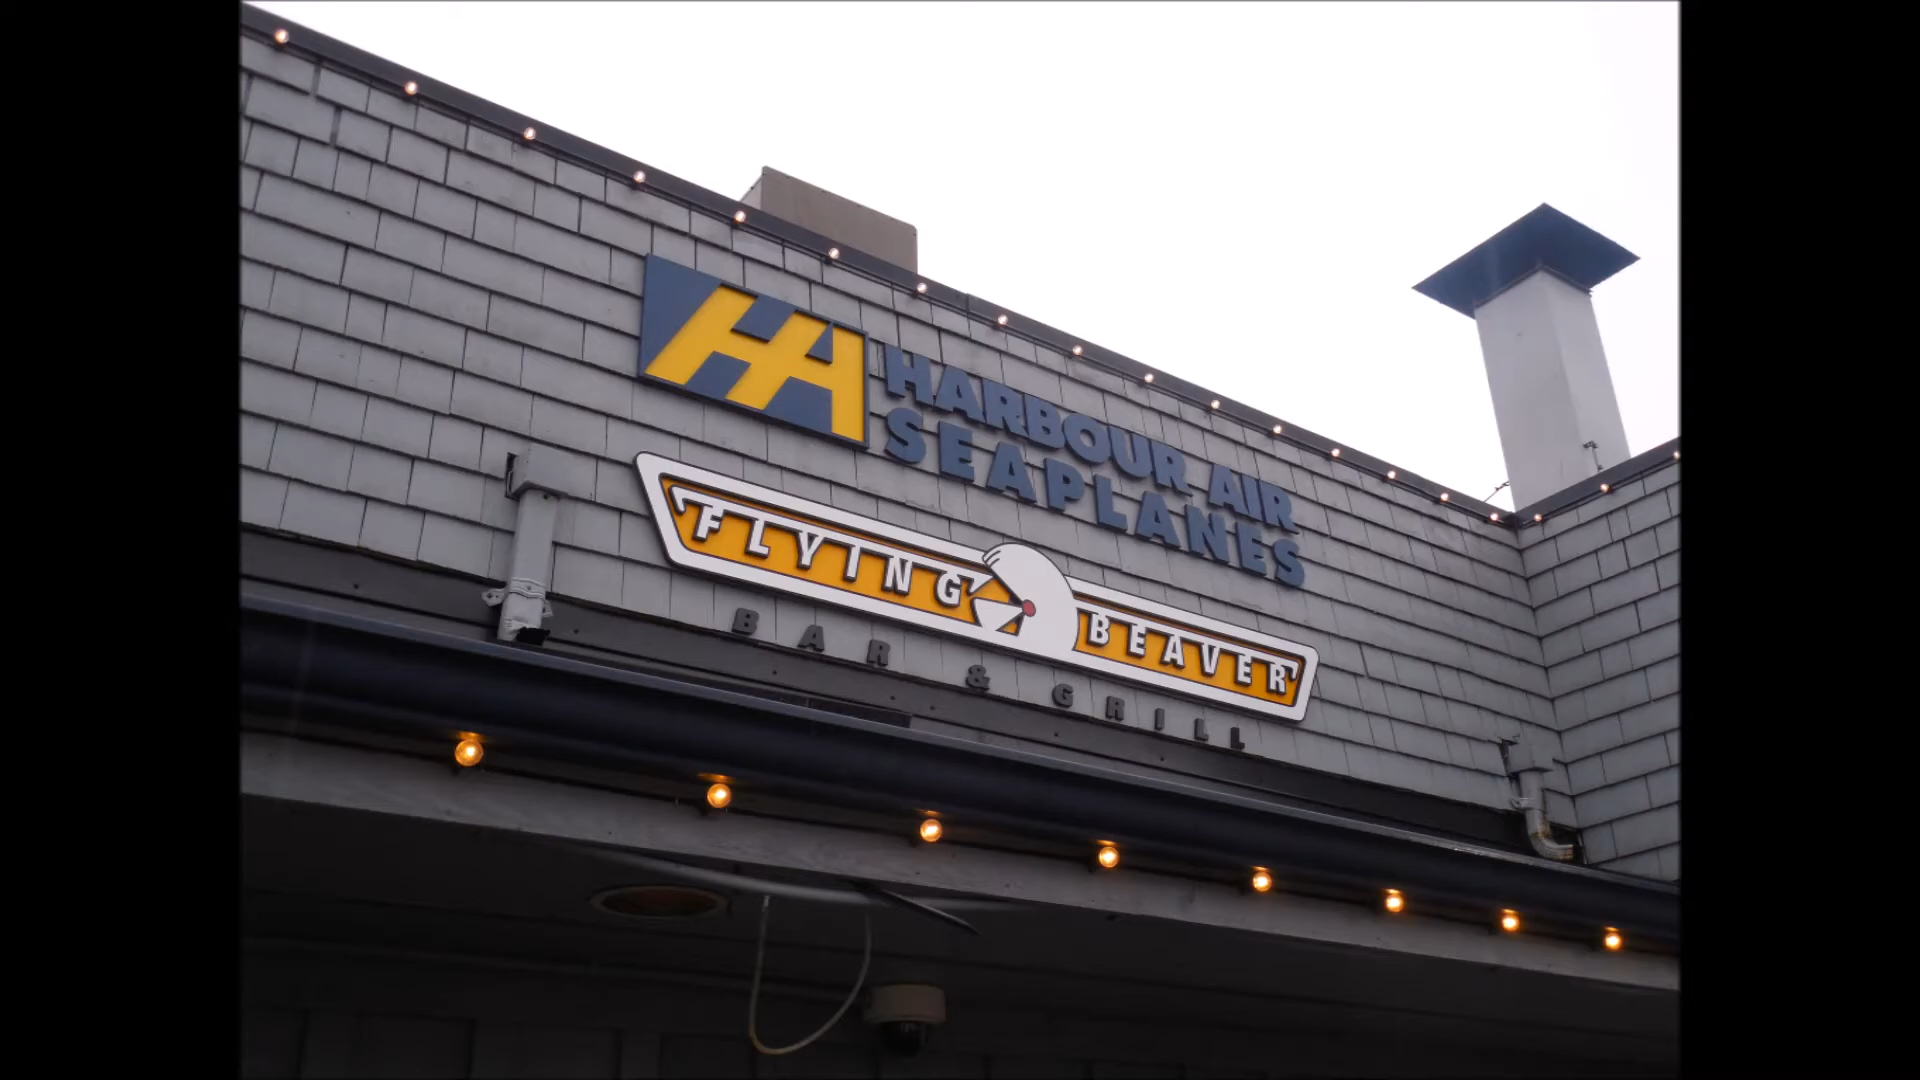 HA
HARBOUR AIR
SEAPLANES
FLYING BEAVER
BAR & GRILL